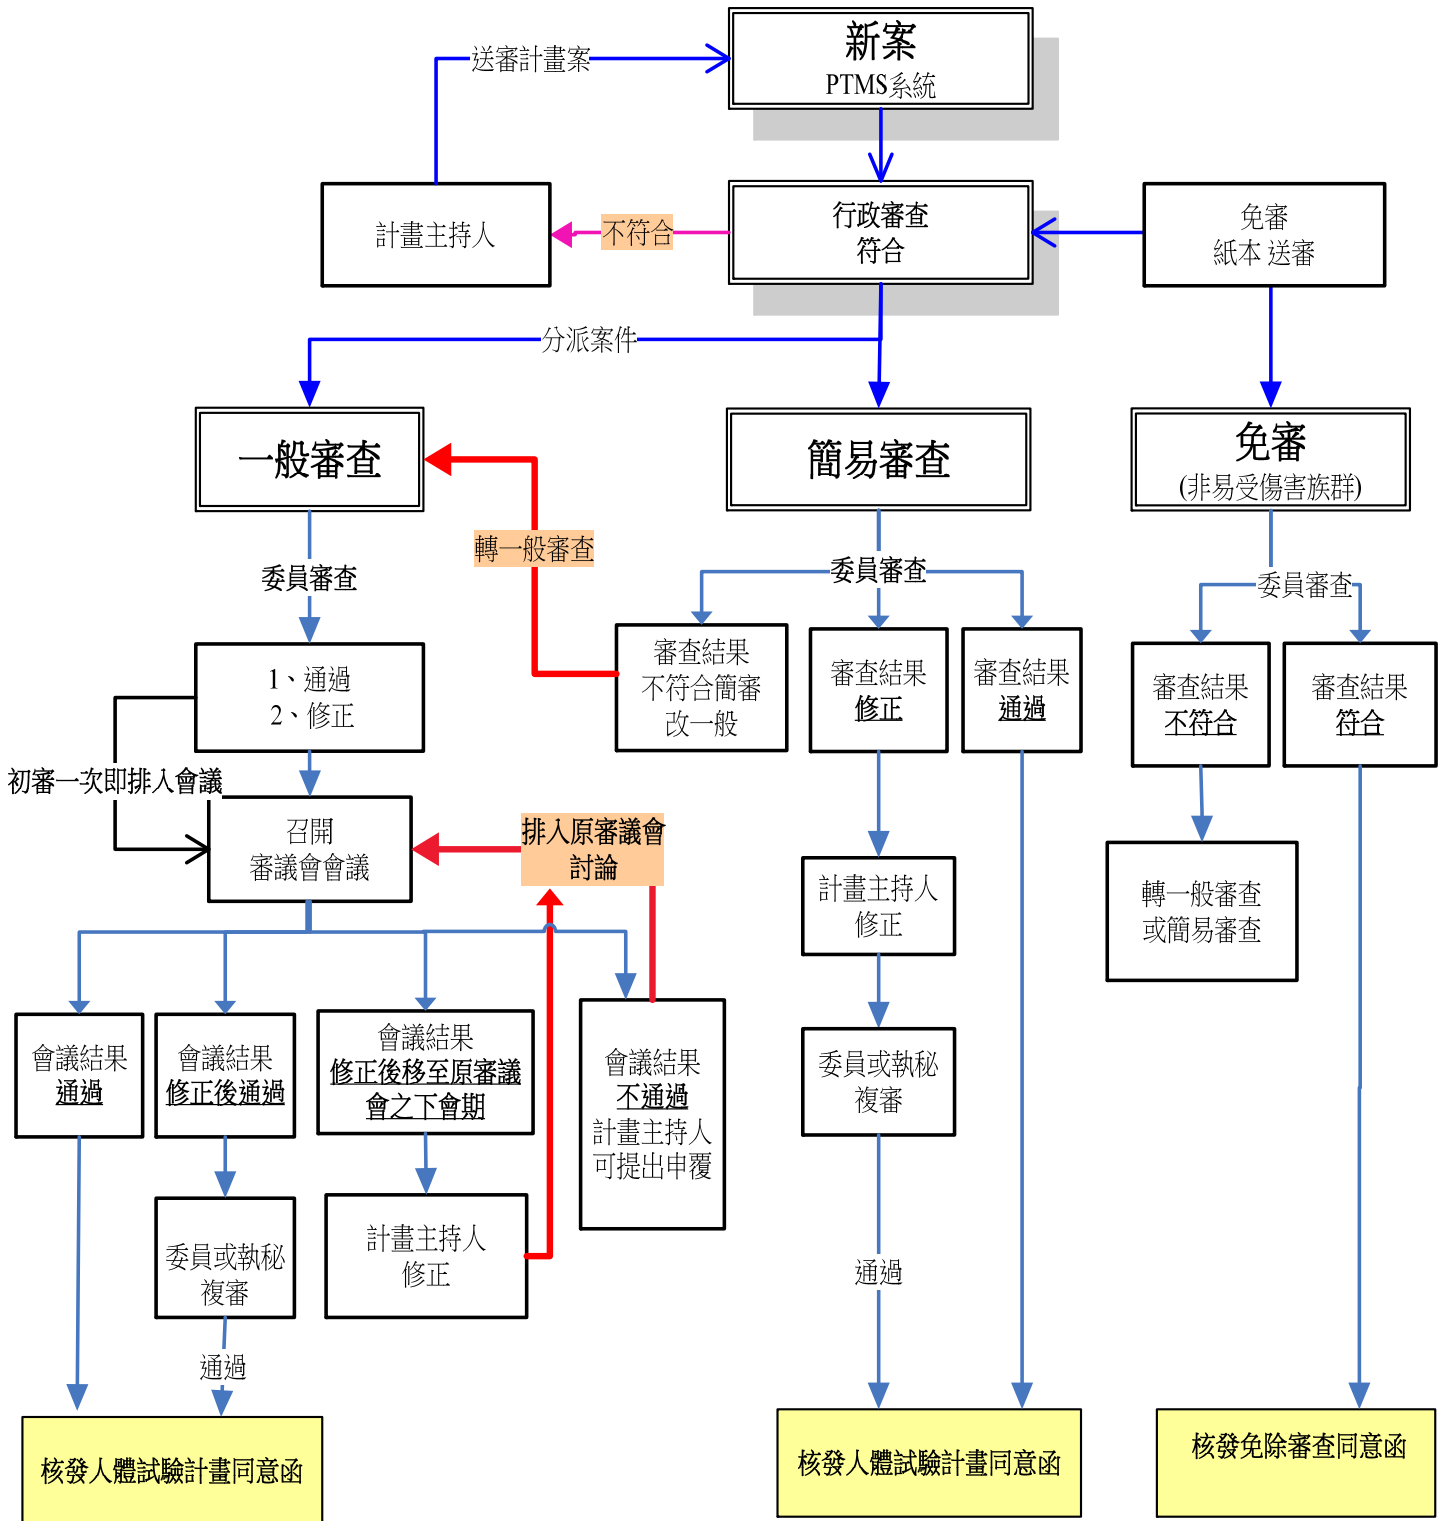 新案
PTMS系統
送審計畫案
計畫主持人
不符合
行政審查
符合
免審
紙本 送審
分派案件
一般審查
簡易審查
免審
(非易受傷害族群)
轉一般審查
委員審查
委員審查
委員審查
1、通過
2、修正
審查結果
不符合簡審
改一般
審查結果
修正
審查結果
通過
審查結果
不符合
審查結果
符合
初審一次即排入會議
召開
審議會會議
排入原審議會
討論
計畫主持人
修正
轉一般審查
或簡易審查
會議結果
通過
會議結果
修正後通過
會議結果
修正後移至原審議
會之下會期
會議結果
不通過
計畫主持人
可提出申覆
委員或執秘
複審
委員或執秘
複審
計畫主持人
修正
通過
通過
核發人體試驗計畫同意函
核發人體試驗計畫同意函
核發免除審查同意函